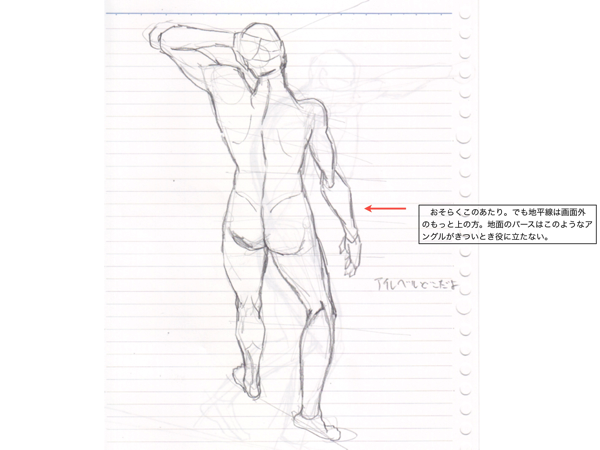 おそらくこのあたり。でも地平線は画面外
のもっと上の方。地面のパースはこのようなア
ングルがきついとき役に立たない。
アイレベルどこだよ